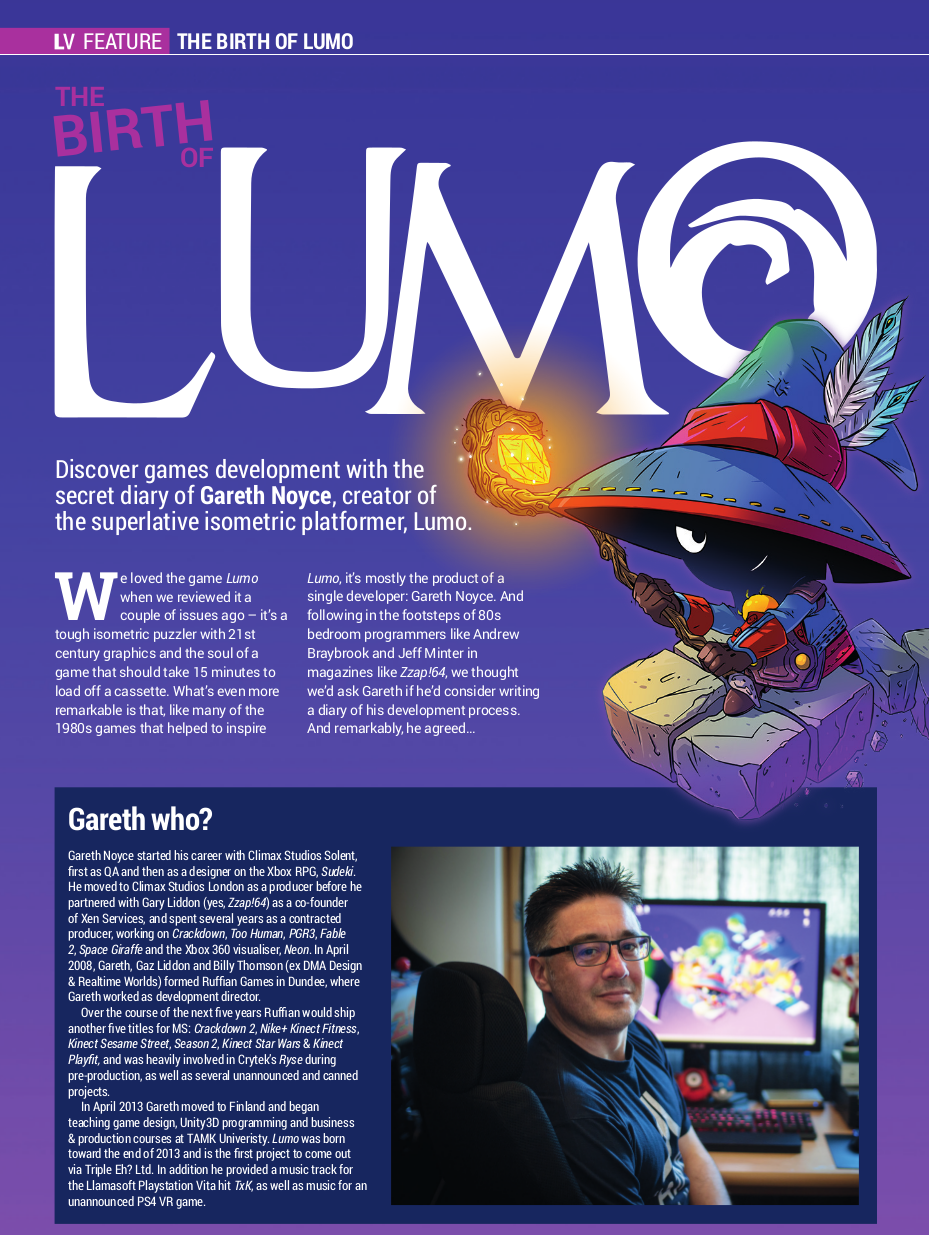 LV FEATURE THE BIRTH OF LUMO
THE
BIRTH
OF
LUMO
Discover games development with the
secret diary of Gareth Noyce, creator of
the superlative isometric platformer, Lumo.
We loved the game Lumo
when we reviewed it a
couple of issues ago – it's a
tough isometric puzzler with 21st
century graphics and the soul of a
game that should take 15 minutes to
load off a cassette. What's even more
remarkable is that, like many of the
1980s games that helped to inspire
Lumo, it's mostly the product of a
single developer: Gareth Noyce. And
following in the footsteps of 80s
bedroom programmers like Andrew
Braybrook and Jeff Minter in
magazines like Zzap!64, we thought
we'd ask Gareth if he'd consider writing
a diary of his development process.
And remarkably, he agreed...
Gareth who?
Gareth Noyce started his career with Climax Studios Solent,
first as QA and then as a designer on the Xbox RPG, Sudeki.
He moved to Climax Studios London as a producer before he
partnered with Gary Liddon (yes, Zzap!64) as a co-founder
of Xen Services, and spent several years as a contracted
producer, working on Crackdown, Too Human, PGR3, Fable
2, Space Giraffe and the Xbox 360 visualiser, Neon. In April
2008, Gareth, Gaz Liddon and Billy Thomson (ex DMA Design
& Realtime Worlds) formed Ruffian Games in Dundee, where
Gareth worked as development director.
Over the course of the next five years Ruffian would ship
another five titles for MS: Crackdown 2, Nike+ Kinect Fitness,
Kinect Sesame Street, Season 2, Kinect Star Wars & Kinect
Playfit, and was heavily involved in Crytek's Ryse during
pre-production, as well as several unannounced and canned
projects.
In April 2013 Gareth moved to Finland and began
teaching game design, Unity3D programming and business
& production courses at TAMK Univeristy. Lumo was born
toward the end of 2013 and is the first project to come out
via Triple Eh? Ltd. In addition he provided a music track for
the Llamasoft Playstation Vita hit TxK, as well as music for an
unannounced PS4 VR game.